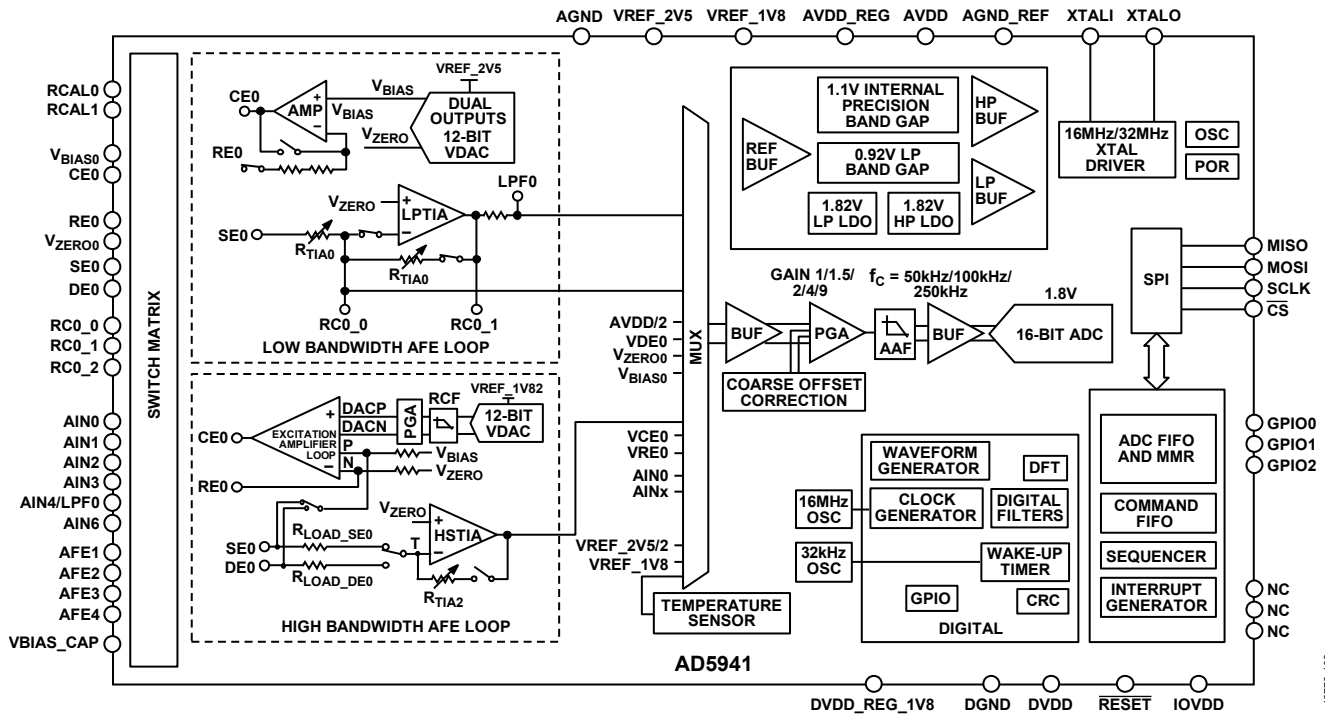 AGND VREF_2V5 VREF_1V8 AVDD_REG AVDD AGND_REF XTALI XTALO
RCAL0
RCAL1
VBIAS0
CE0
RE0
VZERO0
SE0
DE0
RC0_0
RC0_1
RC0_2
AIN0
AIN1
AIN2
AIN3
AIN4/LPF0
AIN6
AFE1
AFE2
AFE3
AFE4
VBIAS_CAP
SWITCH MATRIX
VREF_2V5
CE0
AMP
+
−
VBIAS
VBIAS
VZERO
DUAL
OUTPUTS
12-BIT
VDAC
RE0
LPF0
VZERO
+
LPTIA
−
SE0
RTIA0
RTIA0
RC0_0
RC0_1
LOW BANDWIDTH AFE LOOP
VREF_1V82
CE0
EXCITATION
AMPLIFIER
LOOP
+
−
DACP
DACN
P
N
PGA
RCF
12-BIT
VDAC
VBIAS
VZERO
RE0
VZERO
+
HSTIA
−
T
SE0
DE0
RLOAD_SE0
RLOAD_DE0
RTIA2
HIGH BANDWIDTH AFE LOOP
MUX
AVDD/2
VDE0
VZERO0
VBIAS0
VCE0
VRE0
AIN0
AINx
VREF_2V5/2
VREF_1V8
TEMPERATURE
SENSOR
REF
BUF
1.1V INTERNAL
PRECISION
BAND GAP
0.92V LP
BAND GAP
1.82V
LP LDO
1.82V
HP LDO
HP
BUF
LP
BUF
16MHz/32MHz
XTAL
DRIVER
OSC
POR
GAIN 1/1.5/
2/4/9
fC = 50kHz/100kHz/
250kHz
1.8V
BUF
PGA
AAF
BUF
16-BIT ADC
COARSE OFFSET
CORRECTION
SPI
MISO
MOSI
SCLK
CS
WAVEFORM
GENERATOR
DFT
16MHz
OSC
CLOCK
GENERATOR
DIGITAL
FILTERS
32kHz
OSC
WAKE-UP
TIMER
GPIO
CRC
DIGITAL
ADC FIFO
AND MMR
COMMAND
FIFO
SEQUENCER
INTERRUPT
GENERATOR
GPIO0
GPIO1
GPIO2
NC
NC
NC
AD5941
DVDD_REG_1V8 DGND DVDD RESET IOVDD